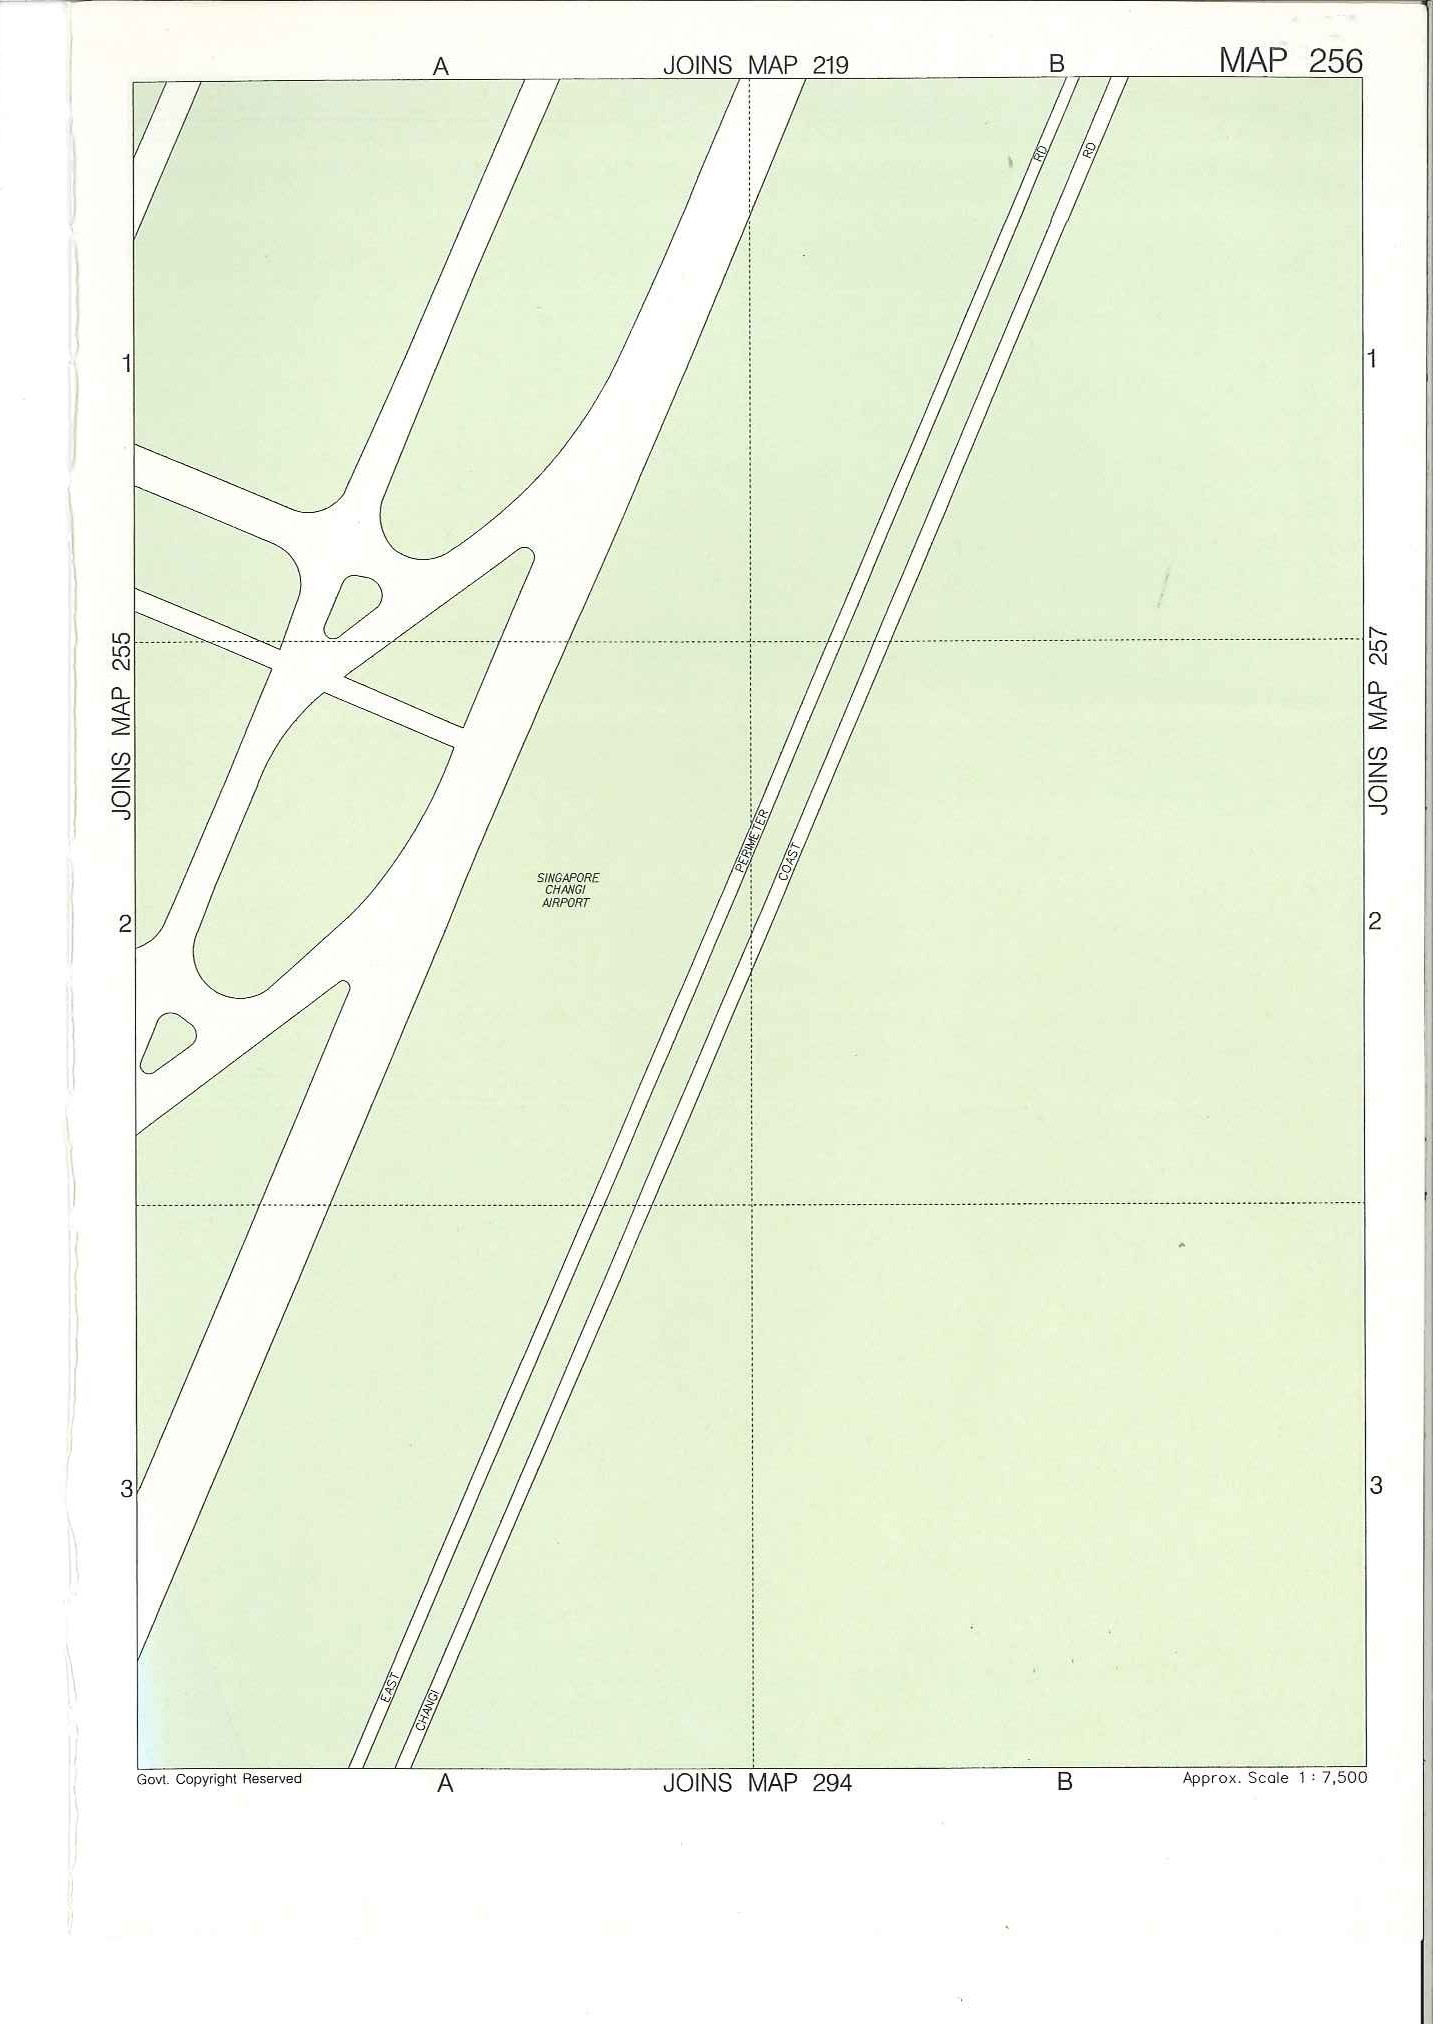 A JOINS MAP 219 B MAP 256
RD RD
1 1
JOINS MAP 255
JOINS MAP 257
PERIMETER
COAST
SINGAPORE
CHANGI
AIRPORT
2 2
3 3
EAST
CHANGI
Govt. Copyright Reserved A JOINS MAP 294 B Approx. Scale 1 : 7,500